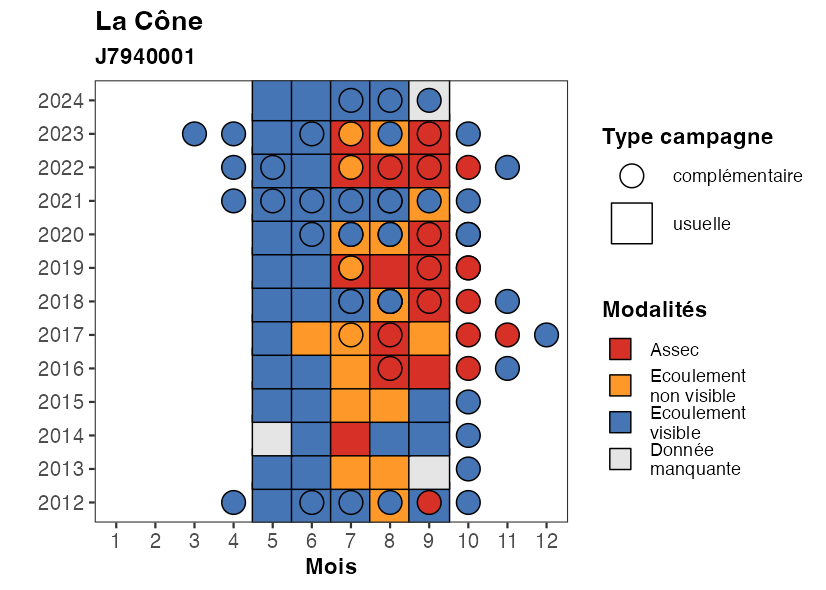 La Cône
J7940001
2024
2023
2022
2021
2020
2019
2018
2017
2016
2015
2014
2013
2012
1 2 3 4 5 6 7 8 9 10 11 12
Mois
Type campagne
complémentaire
usuelle
Modalités
Assec
Ecoulement
non visible
Ecoulement
visible
Donnée
manquante